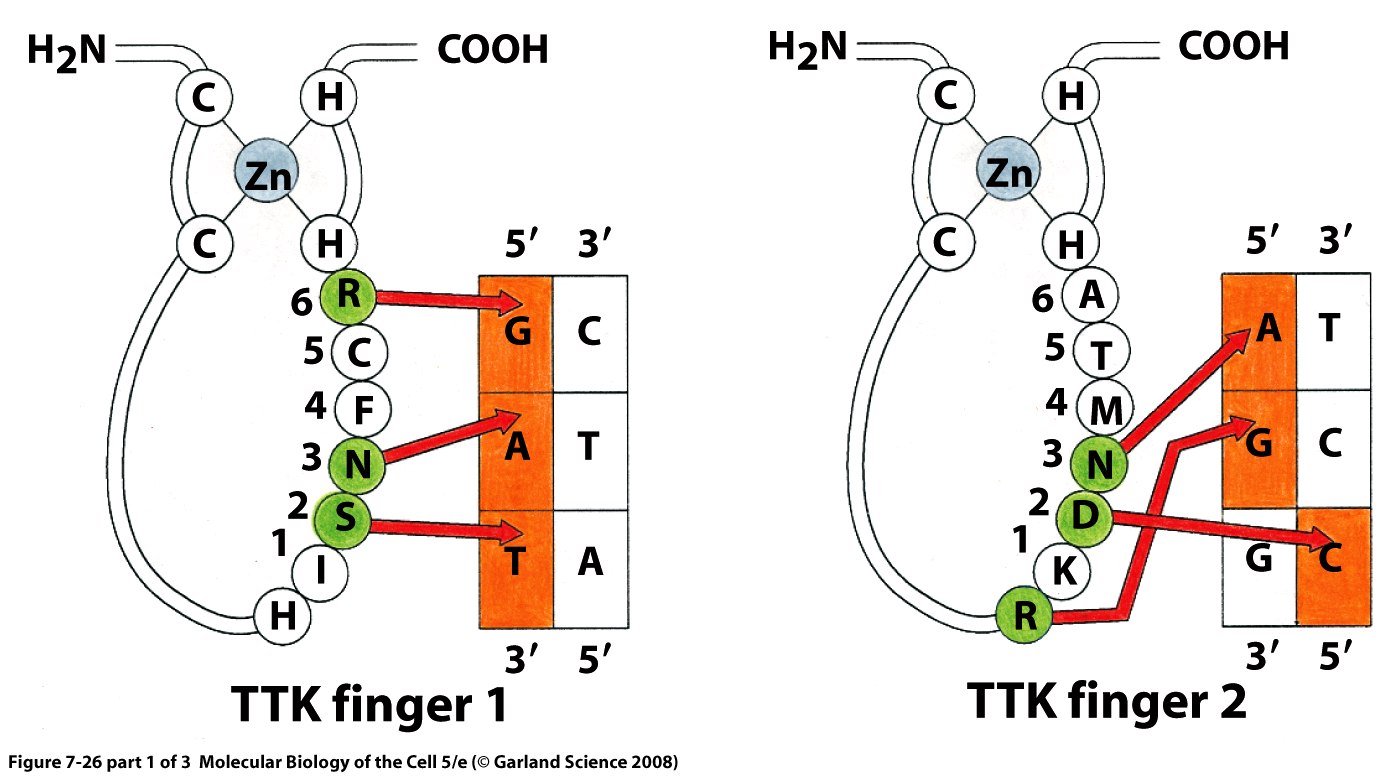 H2N COOH H2N COOH
C H C H
Zn Zn
C H 5′ 3′ C H 5′ 3′
6 R G C 6 A A T
5 C 5 T
4 F 4 M
3 N A T 3 N G C
2 S 2 D
1 I T A 1 K G C
H R
3′ 5′ 3′ 5′
TTK finger 1 TTK finger 2
Figure 7-26 part 1 of 3 Molecular Biology of the Cell 5/e (© Garland Science 2008)